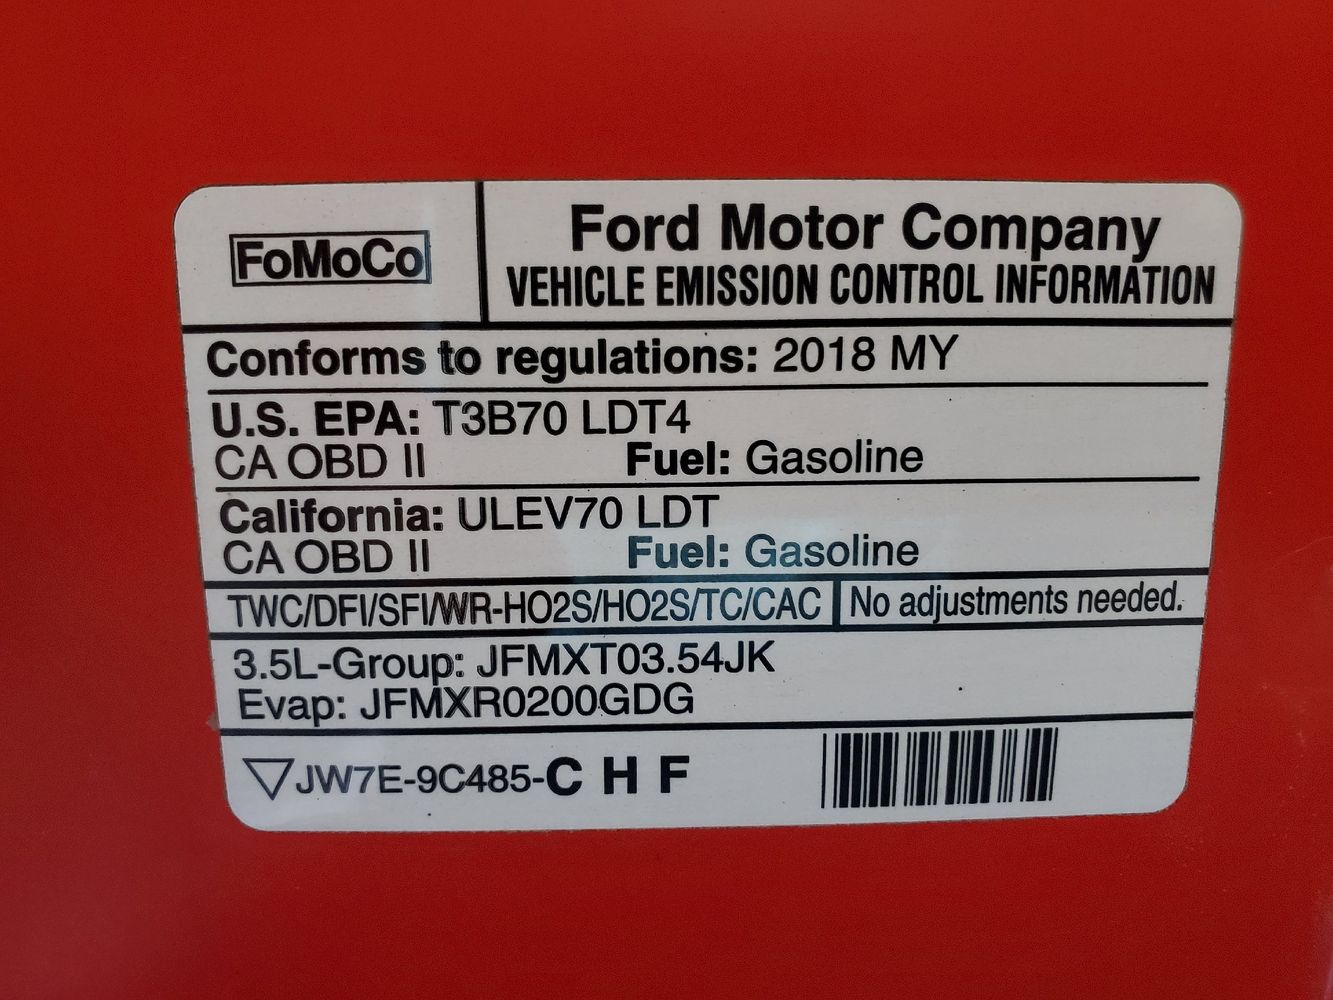 FoMoCo
Ford Motor Company
VEHICLE EMISSION CONTROL INFORMATION
Conforms to regulations: 2018 MY
U.S. EPA: T3B70 LDT4
CA OBD II Fuel: Gasoline
California: ULEV70 LDT
CA OBD II Fuel: Gasoline
TWC/DFI/SFI/WR-HO2S/HO2S/TC/CAC No adjustments needed.
3.5L-Group: JFMXT03.54JK
Evap: JFMXR0200GDG
JW7E-9C485-C H F